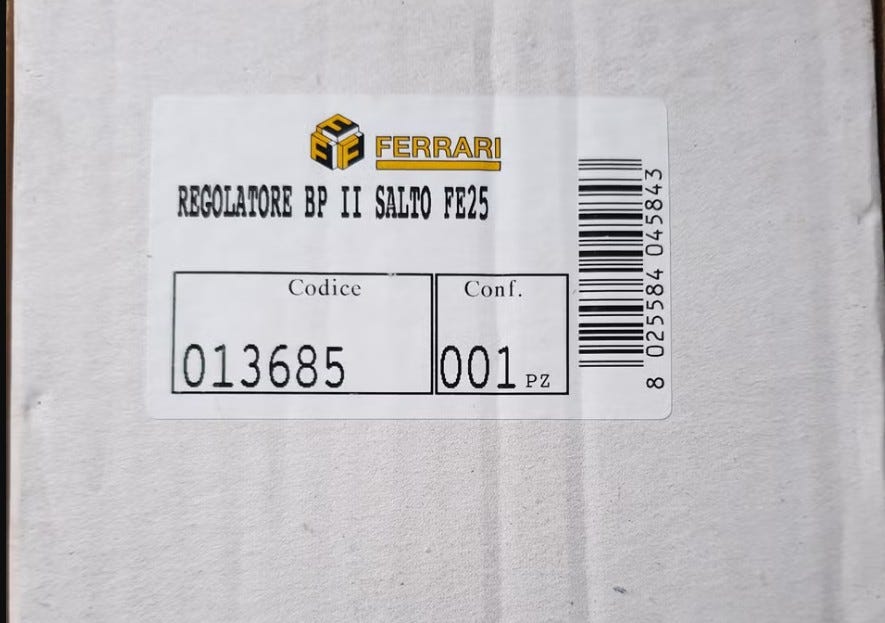 FERRARI
REGOLATORE BP II SALTO FE25
Codice
013685
Conf.
001 PZ
8 025584 045843